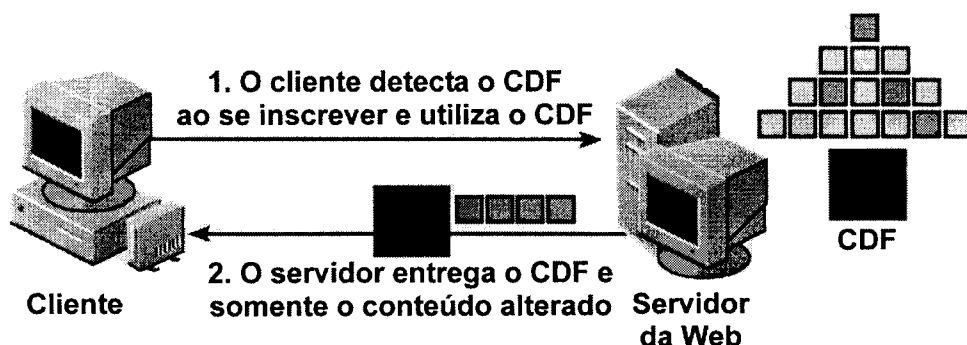 1. O cliente detecta o CDF
ao se inscrever e utiliza o CDF
CDF
2. O servidor entrega o CDF e
somente o conteúdo alterado
Cliente
Servidor
da Web